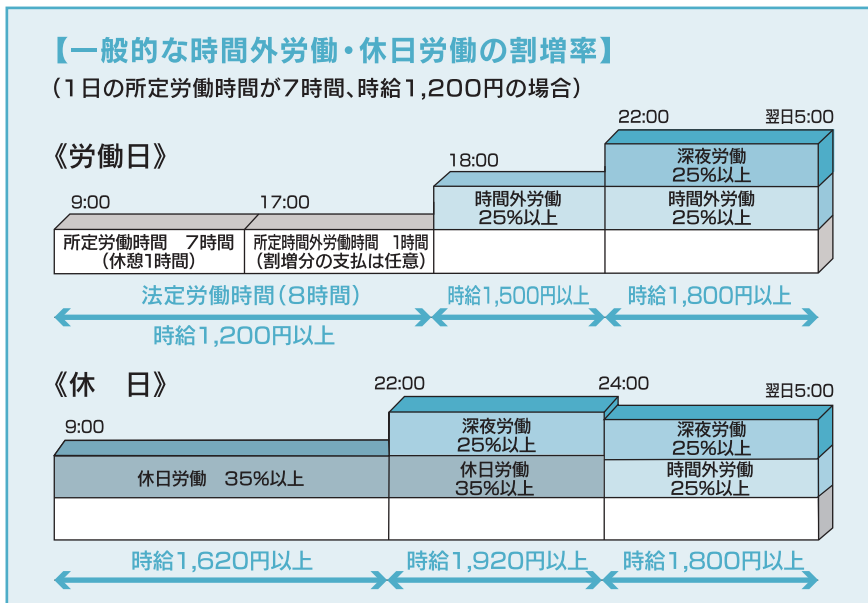 【一般的な時間外労働・休日労働の割増率】
(1日の所定労働時間が7時間、時給1,200円の場合)
《労働日》
9:00
17:00
18:00
22:00
翌日5:00
深夜労働
25%以上
時間外労働
25%以上
時間外労働
25%以上
所定労働時間　7時間
(休憩1時間)
所定時間外労働時間　1時間
(割増分の支払は任意)
法定労働時間(8時間)
時給1,200円以上
時給1,500円以上
時給1,800円以上
《休　日》
9:00
22:00
24:00
翌日5:00
深夜労働
25%以上
深夜労働
25%以上
休日労働　35%以上
休日労働
35%以上
時間外労働
25%以上
時給1,620円以上
時給1,920円以上
時給1,800円以上